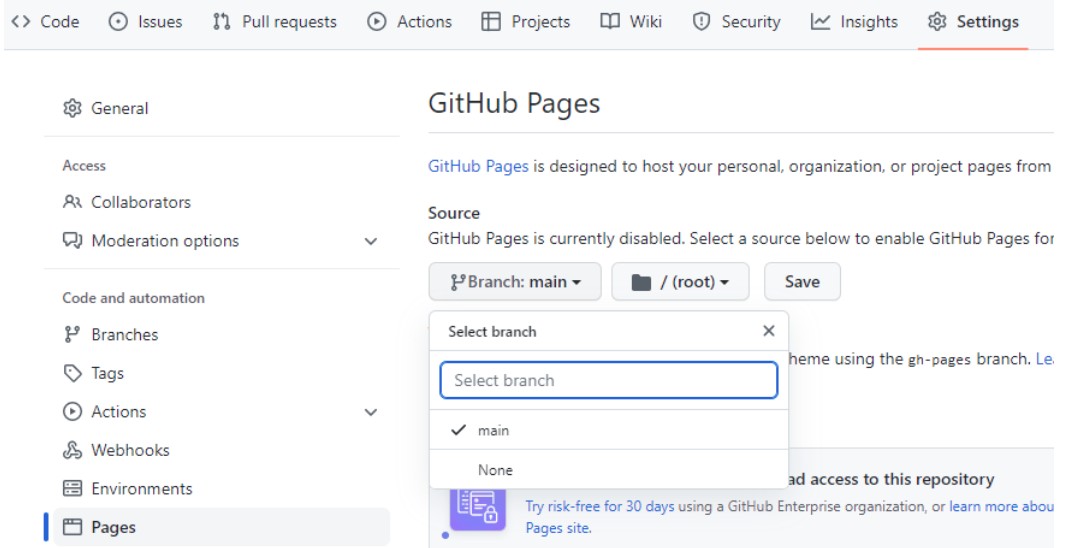 Code Issues Pull requests Actions Projects Wiki Security Insights Settings
General
Access
Collaborators
Moderation options
Code and automation
Branches
Tags
Actions
Webhooks
Environments
Pages
GitHub Pages
GitHub Pages is designed to host your personal, organization, or project pages from
Source
GitHub Pages is currently disabled. Select a source below to enable GitHub Pages for
Branch: main / (root) Save
Select branch
Select branch
heme using the gh-pages branch. Le
main
None
ad access to this repository
Try risk-free for 30 days using a GitHub Enterprise organization, or learn more abou
Pages site.